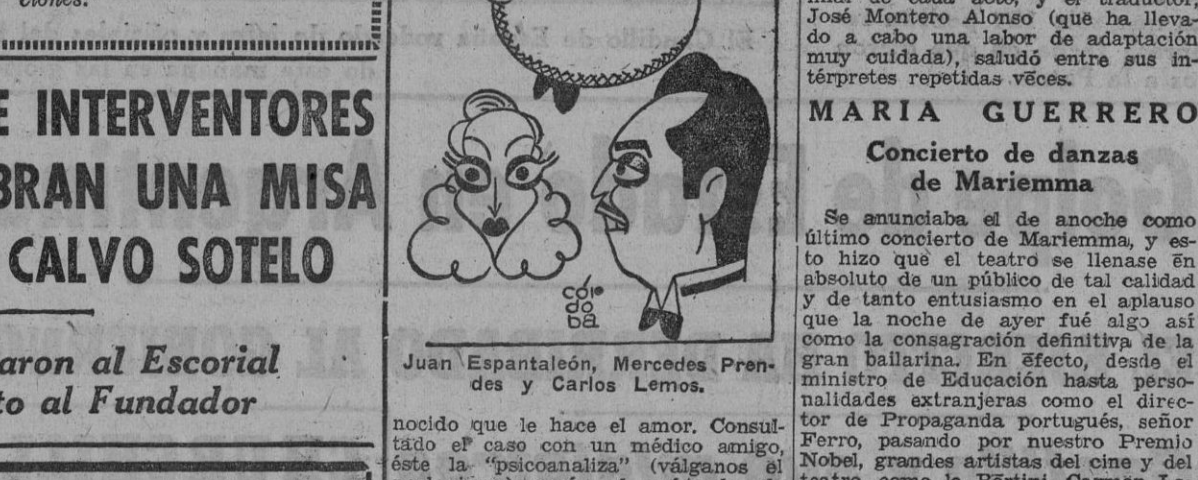 ciones.
E INTERVENTORES
BRAN UNA MISA
CALVO SOTELO
aron al Escorial
to al Fundador
córdoba
Juan Espantaleón, Mercedes Pren-
des y Carlos Lemos.
nocido que le hace el amor. Consul-
tado el caso con un médico amigo,
éste la "psicoanaliza" (válganos el
José Montero Alonso (que ha lleva-
do a cabo una labor de adaptación
muy cuidada), saludó entre sus in-
térpretes repetidas veces.
MARIA GUERRERO
Concierto de danzas
de Mariemma
Se anunciaba el de anoche como
último concierto de Mariemma, y es-
to hizo que el teatro se llenase en
absoluto de un público de tal calidad
y de tanto entusiasmo en el aplauso
que la noche de ayer fué algo así
como la consagración definitiva de la
gran bailarina. En efecto, desde el
ministro de Educación hasta perso-
nalidades extranjeras como el direc-
tor de Propaganda portugués, señor
Ferro, pasando por nuestro Premio
Nobel, grandes artistas del cine y del